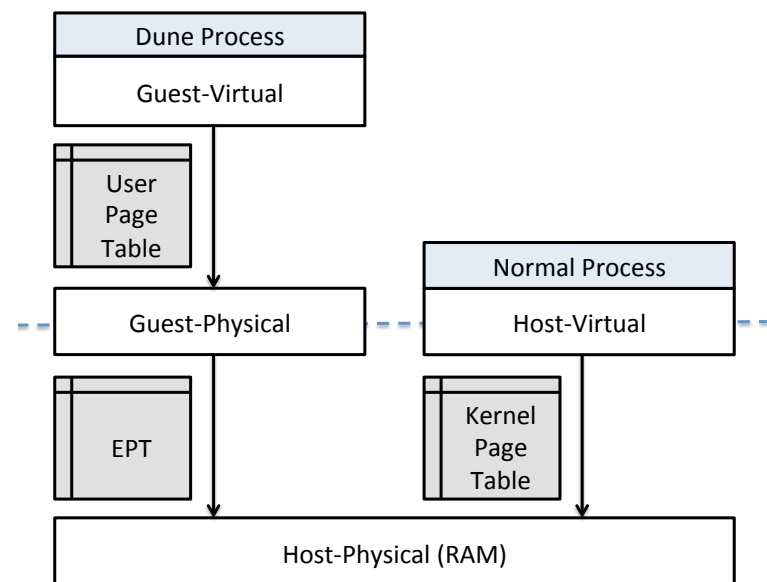 Dune Process
Guest-Virtual
User
Page
Table
Normal Process
Guest-Physical
Host-Virtual
EPT
Kernel
Page
Table
Host-Physical (RAM)